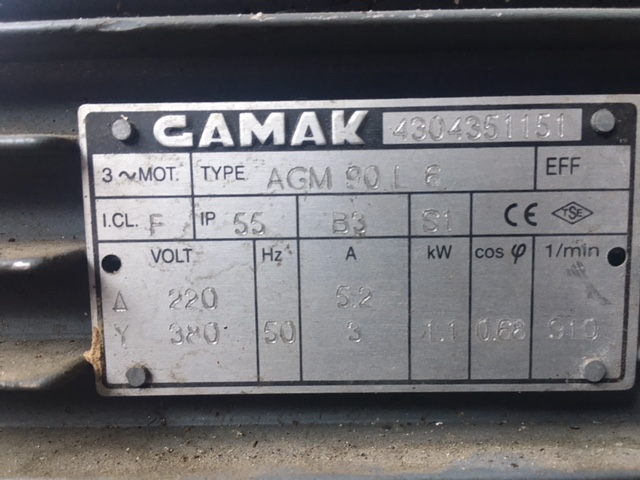 GAMAK 4304351151
3~MOT. TYPE AGM 90 L 6 EFF
I.CL. F IP 55 B3 S1 CE TSE
VOLT Hz A kW cos φ 1/min
Δ 220 5.2
Y 380 50 3 1.1 0.68 910